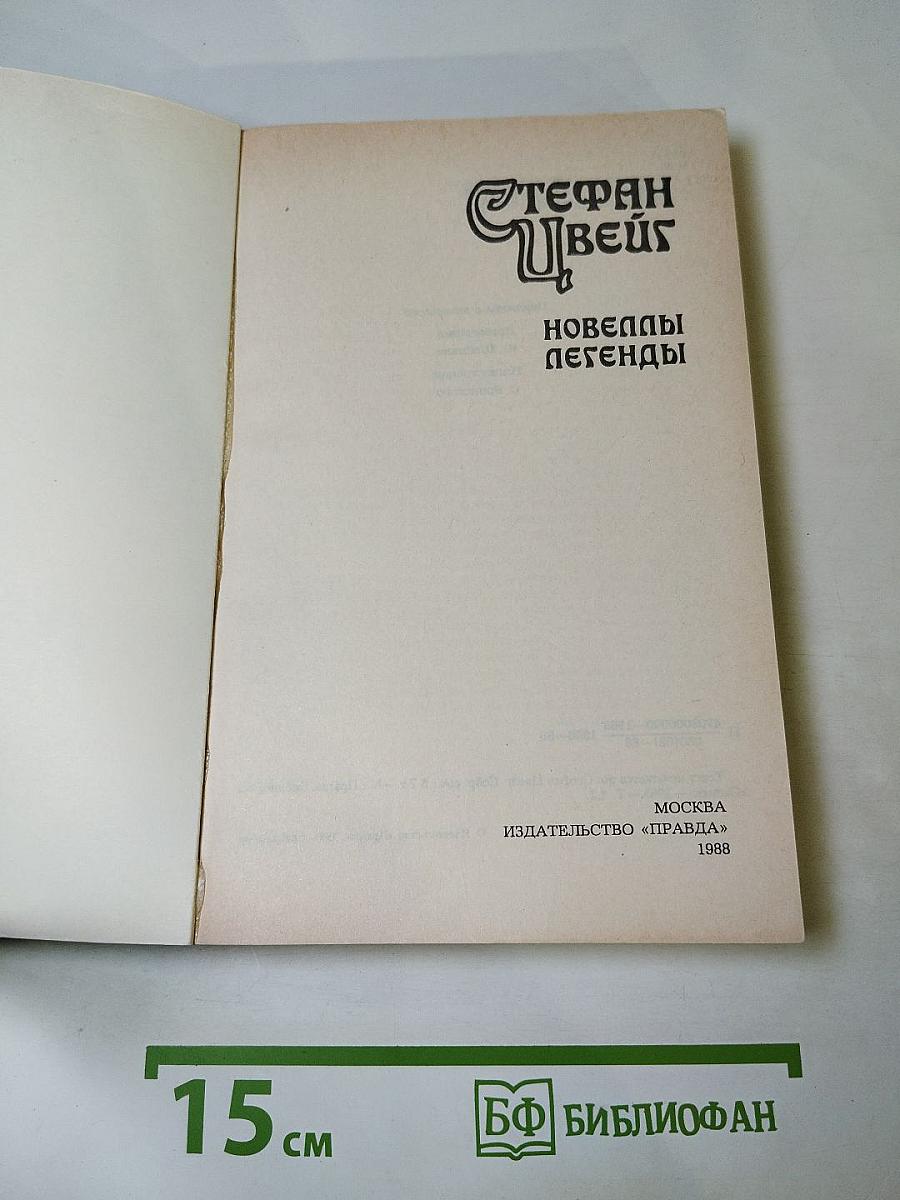 СТЕФАН
ЦВЕЙГ
НОВЕЛЛЫ
ЛЕГЕНДЫ
МОСКВА
ИЗДАТЕЛЬСТВО «ПРАВДА»
1988
15 см
БФ БИБЛИОФАН